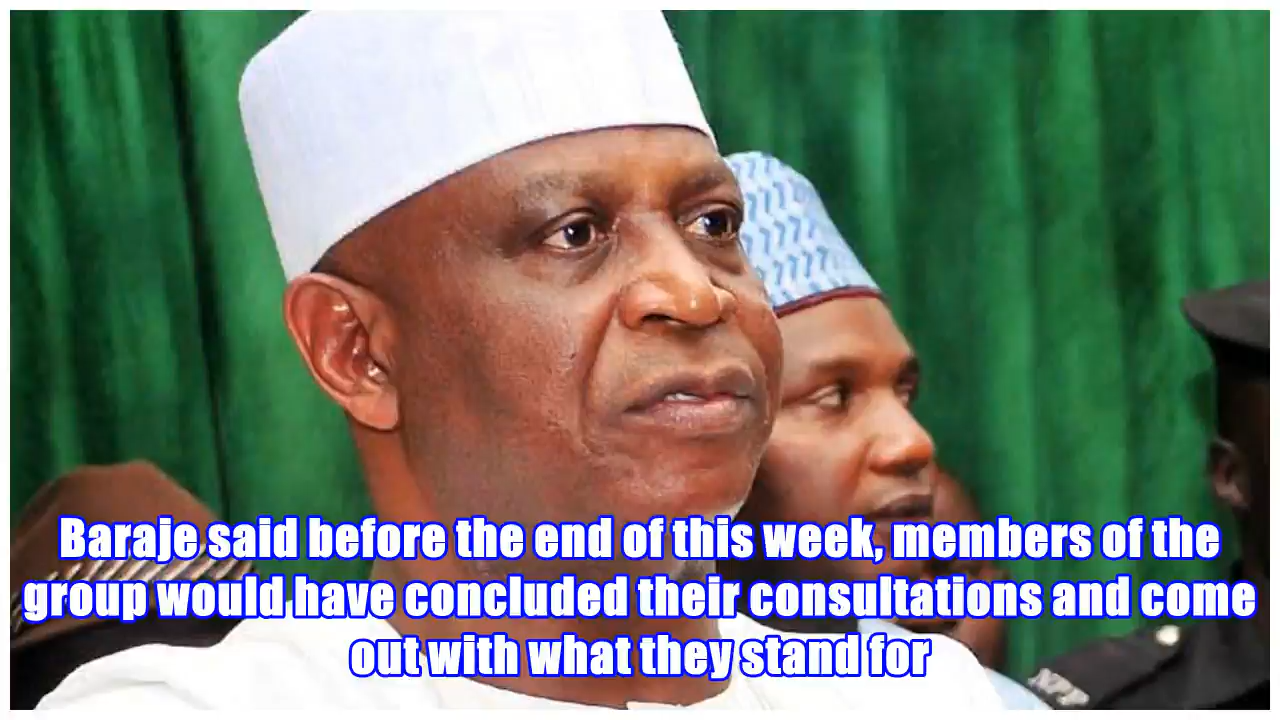 Baraje said before the end of this week, members of the
group would have concluded their consultations and come
out with what they stand for
NPF